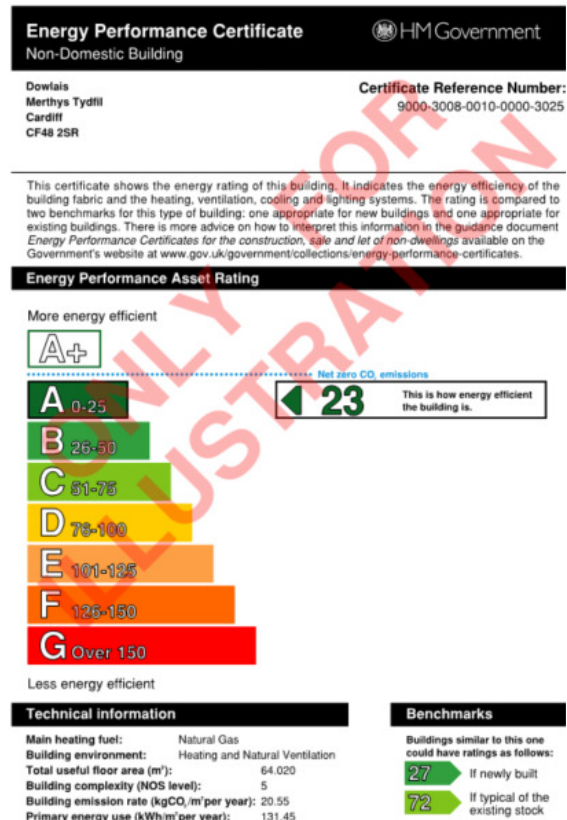 Energy Performance Certificate
HM Government
Non-Domestic Building
Dowlais
Merthys Tydfil
Cardiff
CF48 2SR
Certificate Reference Number:
9000-3008-0010-0000-3025
This certificate shows the energy rating of this building. It indicates the energy efficiency of the
building fabric and the heating, ventilation, cooling and lighting systems. The rating is compared to
two benchmarks for this type of building: one appropriate for new buildings and one appropriate for
existing buildings. There is more advice on how to interpret this information in the guidance document
Energy Performance Certificates for the construction, sale and let of non-dwellings available on the
Government's website at www.gov.uk/government/collections/energy-performance-certificates.
Energy Performance Asset Rating
More energy efficient
A+
Net zero CO₂ emissions
A 0-25
23
This is how energy efficient
the building is.
B 26-50
C 51-75
D 76-100
E 101-125
F 126-150
G Over 150
Less energy efficient
ONLY FOR
ILLUSTRATION
Technical information
Main heating fuel: Natural Gas
Building environment: Heating and Natural Ventilation
Total useful floor area (m²): 64.020
Building complexity (NOS level): 5
Building emission rate (kgCO₂/m²per year): 20.55
Primary energy use (kWh/m²per year): 131.45
Benchmarks
Buildings similar to this one
could have ratings as follows:
27 If newly built
72 If typical of the
existing stock